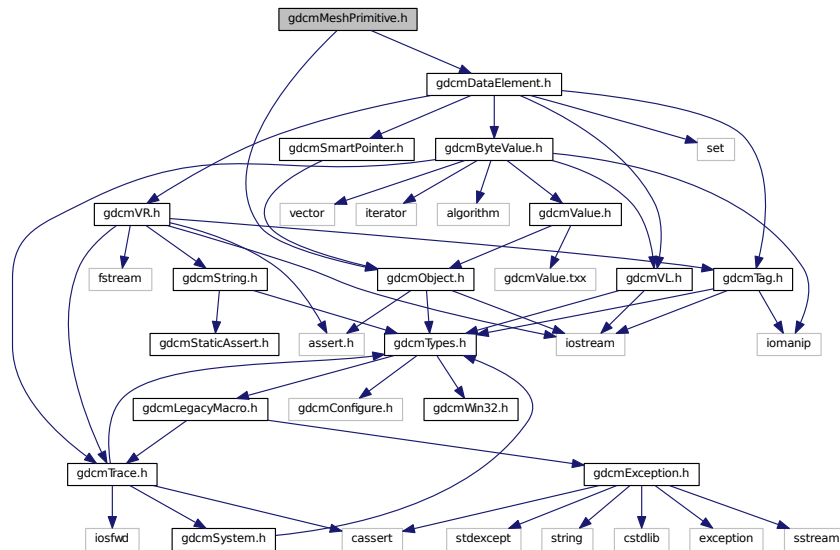 gdcmMeshPrimitive.h
gdcmDataElement.h
gdcmSmartPointer.h
gdcmByteValue.h
set
vector
iterator
algorithm
gdcmValue.h
gdcmVR.h
fstream
gdcmString.h
gdcmObject.h
gdcmValue.txx
gdcmVL.h
gdcmTag.h
gdcmStaticAssert.h
assert.h
gdcmTypes.h
iostream
iomanip
gdcmLegacyMacro.h
gdcmConfigure.h
gdcmWin32.h
gdcmTrace.h
gdcmException.h
iosfwd
gdcmSystem.h
cassert
stdexcept
string
cstdlib
exception
sstream